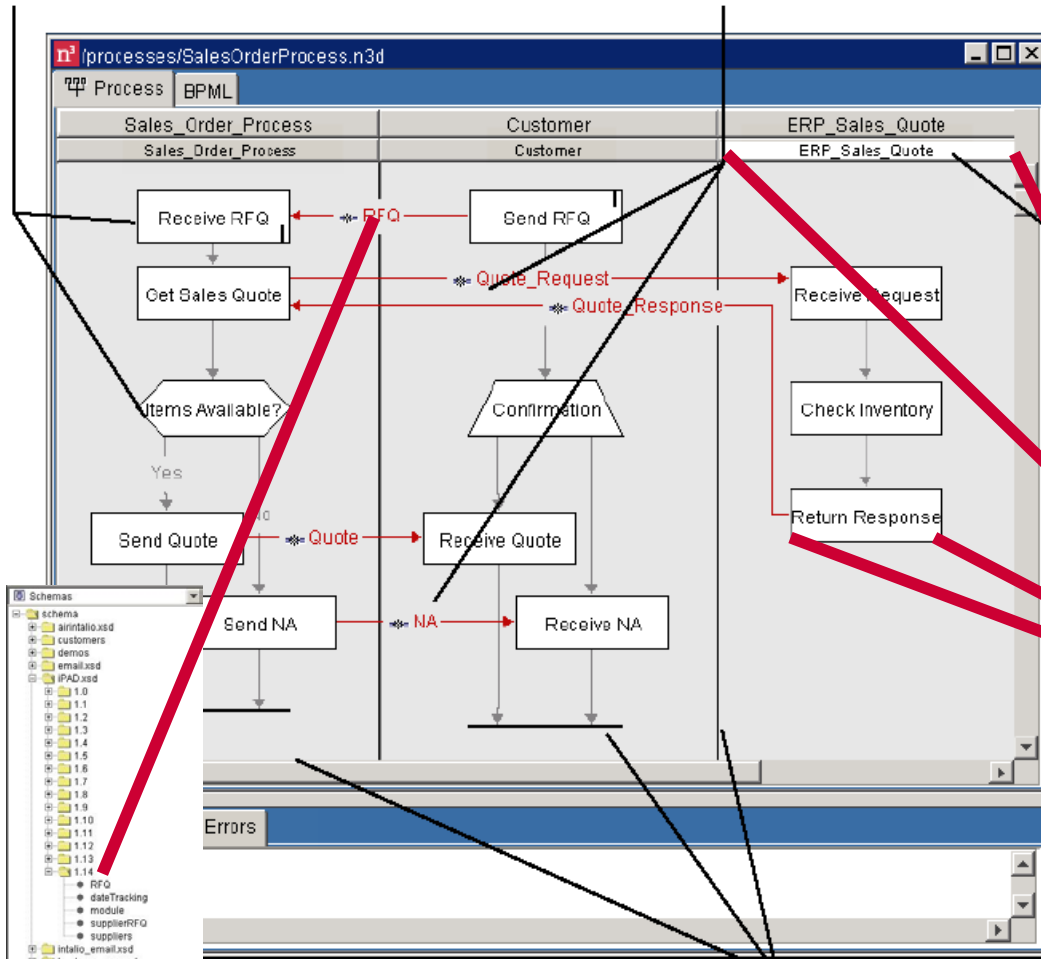 n³ /processes/SalesOrderProcess.n3d
Process BPML
Sales_Order_Process Customer ERP_Sales_Quote
Sales_Order_Process Customer ERP_Sales_Quote
Receive RFQ RFQ Send RFQ
Get Sales Quote Quote_Request Receive Request
Quote_Response
Items Available? Confirmation Check Inventory
Yes
No
Return Response
Send Quote Quote Receive Quote
Send NA NA Receive NA
Schemas
schema
airintalio.xsd
customers
demos
email.xsd
iPAD.xsd
1.0
1.1
1.2
1.3
1.4
1.5
1.6
1.7
1.8
1.9
1.10
1.11
1.12
1.13
1.14
RFQ
dateTracking
module
supplierRFQ
suppliers
intalio_email.xsd
Errors